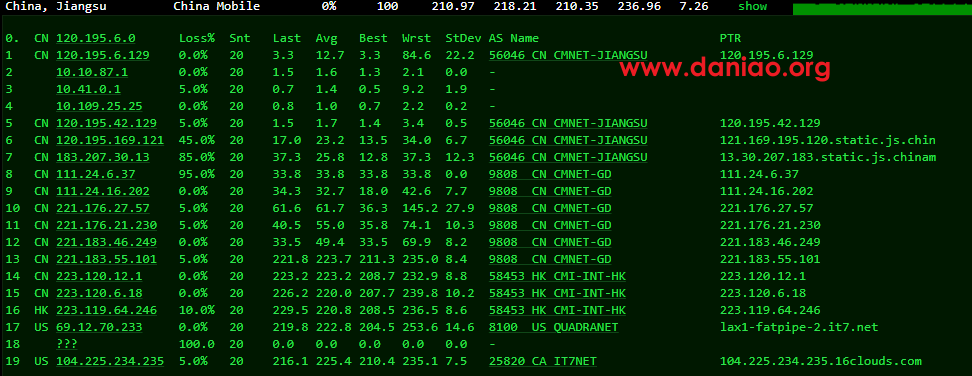 China, Jiangsu China Mobile 0% 100 210.97 218.21 210.35 236.96 7.26 show
0. CN 120.195.6.0 Loss% Snt Last Avg Best Wrst StDev AS Name PTR
1 CN 120.195.6.129 0.0% 20 3.3 12.7 3.3 84.6 22.2 56046 CN CMNET-JIANGSU 120.195.6.129
www.daniao.org
2 10.10.87.1 0.0% 20 1.5 1.6 1.3 2.1 0.0 -
3 10.41.0.1 5.0% 20 0.7 1.4 0.5 9.2 1.9 -
4 10.109.25.25 0.0% 20 0.8 1.0 0.7 2.2 0.2 -
5 CN 120.195.42.129 5.0% 20 1.5 1.7 1.4 3.4 0.5 56046 CN CMNET-JIANGSU 120.195.42.129
6 CN 120.195.169.121 45.0% 20 17.0 23.2 13.5 34.0 6.7 56046 CN CMNET-JIANGSU 121.169.195.120.static.js.chin
7 CN 183.207.30.13 85.0% 20 37.3 25.8 12.8 37.3 12.3 56046 CN CMNET-JIANGSU 13.30.207.183.static.js.chinam
8 CN 111.24.6.37 95.0% 20 33.8 33.8 33.8 33.8 0.0 9808 CN CMNET-GD 111.24.6.37
9 CN 111.24.16.202 0.0% 20 34.3 32.7 18.0 42.6 7.7 9808 CN CMNET-GD 111.24.16.202
10 CN 221.176.27.57 5.0% 20 61.6 61.7 36.3 145.2 27.9 9808 CN CMNET-GD 221.176.27.57
11 CN 221.176.21.230 5.0% 20 40.5 55.0 35.8 74.1 10.3 9808 CN CMNET-GD 221.176.21.230
12 CN 221.183.46.249 0.0% 20 33.5 49.4 33.5 69.9 8.2 9808 CN CMNET-GD 221.183.46.249
13 CN 221.183.55.101 5.0% 20 221.8 223.7 211.3 235.0 8.4 9808 CN CMNET-GD 221.183.55.101
14 CN 223.120.12.1 0.0% 20 223.2 223.2 208.7 232.9 8.8 58453 HK CMI-INT-HK 223.120.12.1
15 CN 223.120.6.18 0.0% 20 226.2 220.0 207.7 239.8 10.2 58453 HK CMI-INT-HK 223.120.6.18
16 HK 223.119.64.246 10.0% 20 229.5 220.8 208.5 236.5 8.6 58453 HK CMI-INT-HK 223.119.64.246
17 US 69.12.70.233 0.0% 20 219.8 222.8 204.5 253.6 14.6 8100 US QUADRANET lax1-fatpipe-2.it7.net
18 ??? 100.0 20 0.0 0.0 0.0 0.0 0.0 -
19 US 104.225.234.235 5.0% 20 216.1 225.4 210.4 235.1 7.5 25820 CA IT7NET 104.225.234.235.16clouds.com